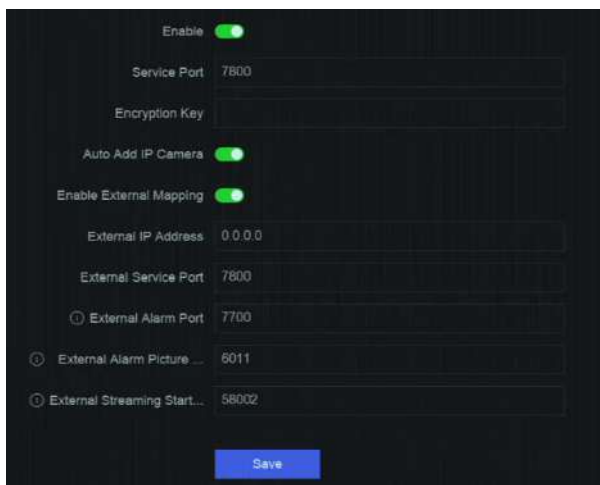 Enable
Service Port 7800
Encryption Key
Auto Add IP Camera
Enable External Mapping
External IP Address 0.0.0.0
External Service Port 7800
External Alarm Port 7700
External Alarm Picture ... 6011
External Streaming Start... 58002
Save